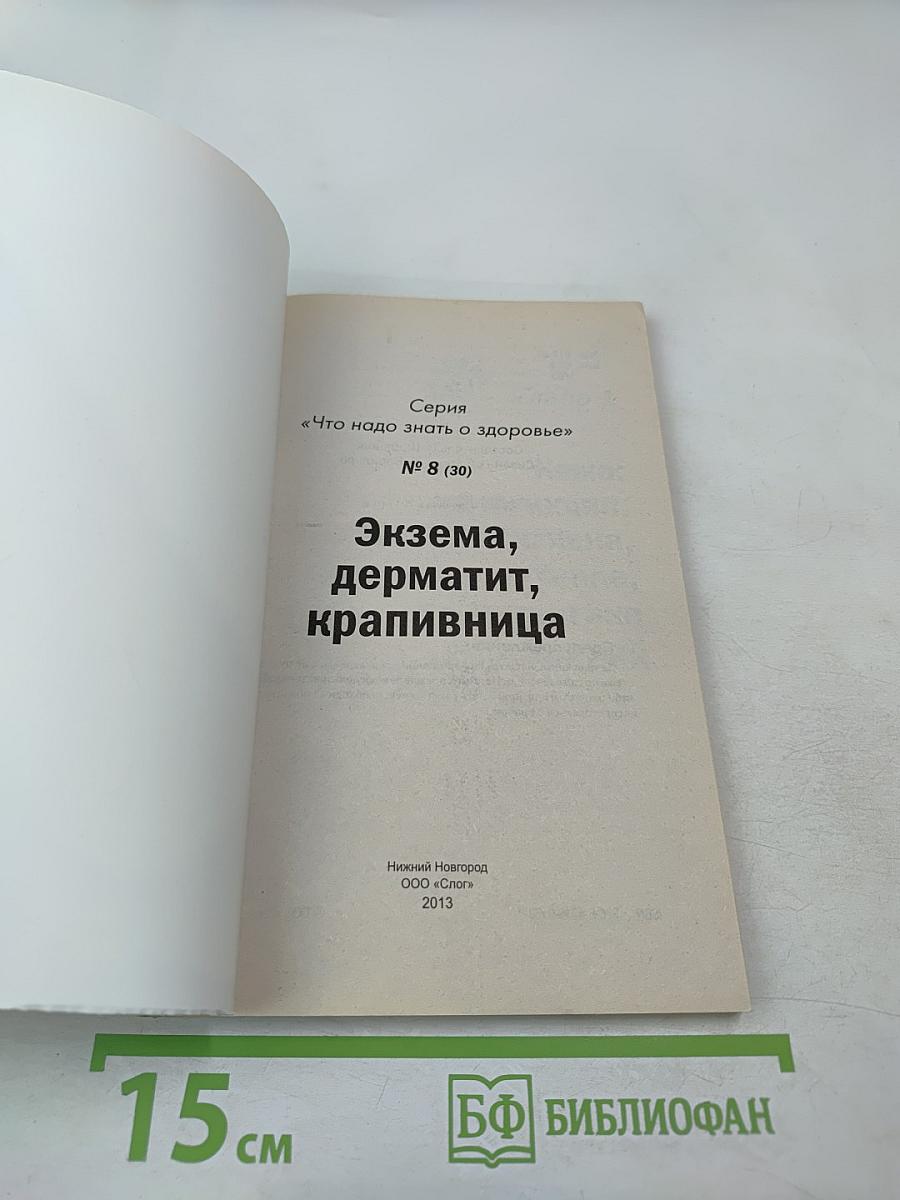 Серия
«Что надо знать о здоровье»
№ 8 (30)
Экзема,
дерматит,
крапивница
Нижний Новгород
ООО «Слог»
2013
15 см
БФ БИБЛИОФАН